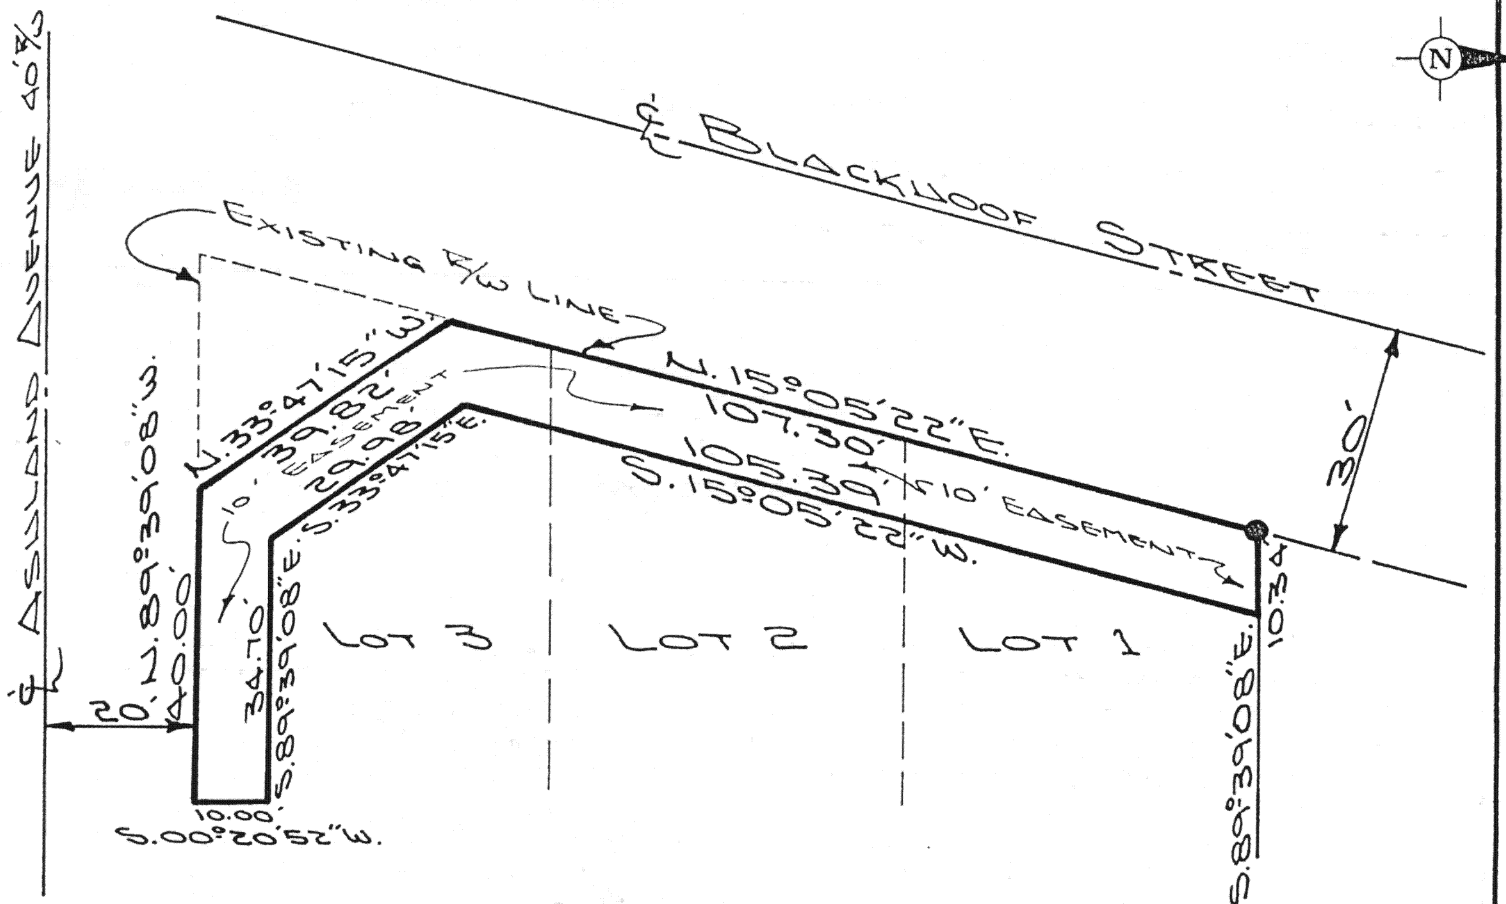 ℄ ASHLAND AVENUE 40' R/W
℄ BLACKHOOF STREET
N
EXISTING R/W LINE
N.33°47'15"W.
39.82'
10' EASEMENT
29.98'
S.33°47'15"E.
N.15°05'22"E.
107.30'
105.39'
S.15°05'22"W.
10' EASEMENT
30'
10.34'
S.89°39'08"E.
N.89°39'08"W.
40.00'
34.70'
S.89°39'08"E.
20'
LOT 3
LOT 2
LOT 1
10.00'
S.00°20'52"W.